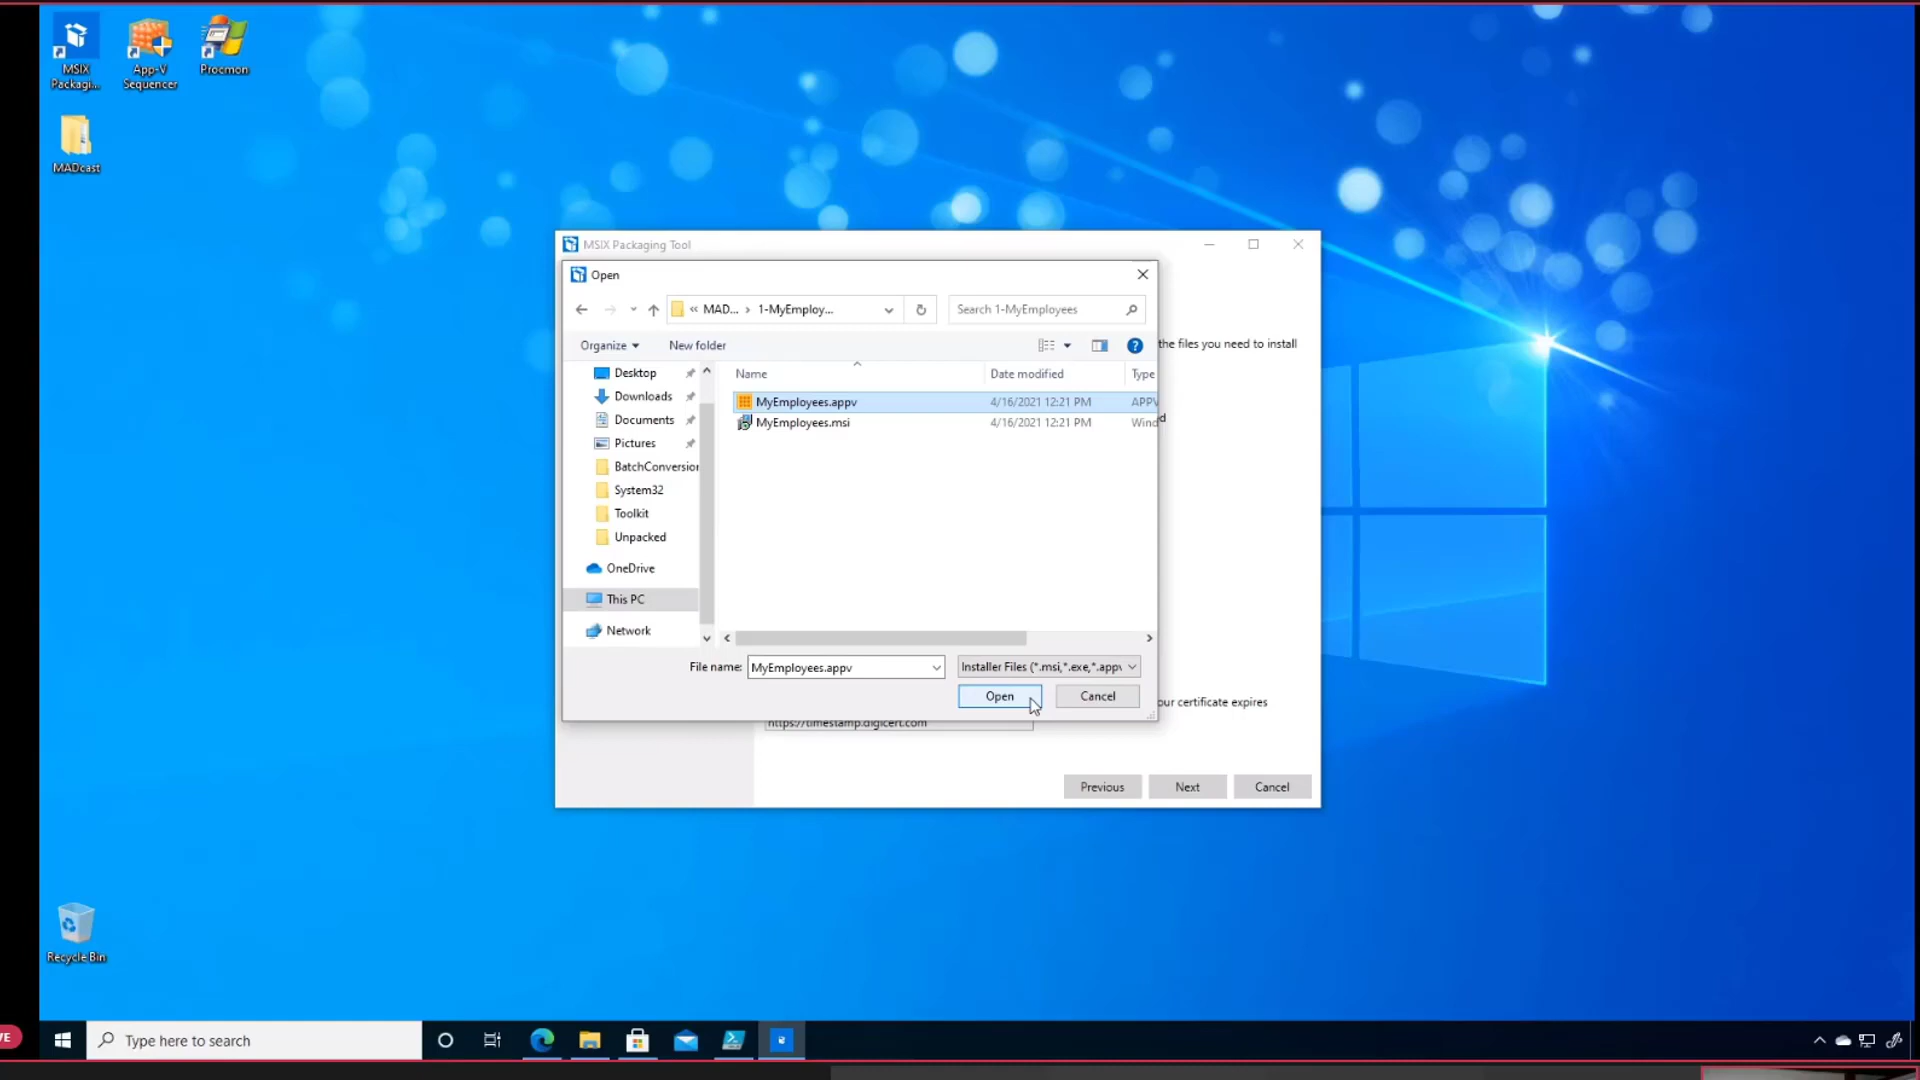 MSIX
Packagi...
App-V
Sequencer
Procmon
MADcast
MSIX Packaging Tool
Open
« MAD... › 1-MyEmploy...
Search 1-MyEmployees
Organize
New folder
the files you need to install
Name
Date modified
Type
Desktop
Downloads
Documents
Pictures
BatchConversion
System32
Toolkit
Unpacked
OneDrive
This PC
Network
MyEmployees.appv
4/16/2021 12:21 PM
APPV
MyEmployees.msi
4/16/2021 12:21 PM
Wind
d
File name:
MyEmployees.appv
Installer Files (*.msi,*.exe,*.appv
Open
Cancel
our certificate expires
https://timestamp.digicert.com
Previous
Next
Cancel
Recycle Bin
VE
Type here to search